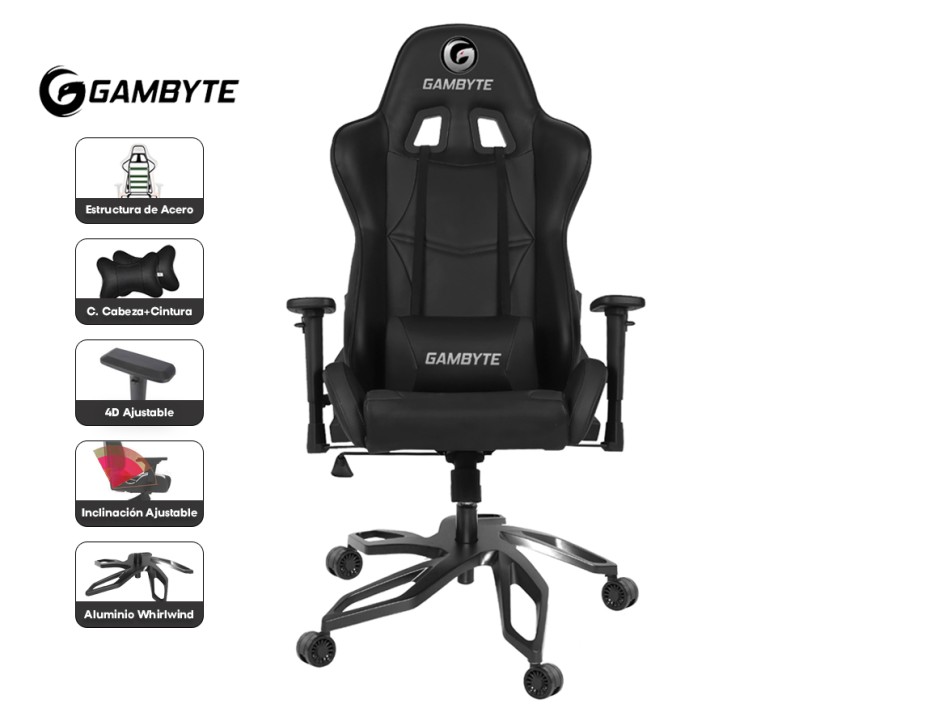 GAMBYTE
GAMBYTE
Estructura de Acero
C. Cabeza+Cintura
4D Ajustable
Inclinación Ajustable
Aluminio Whirlwind
GAMBYTE